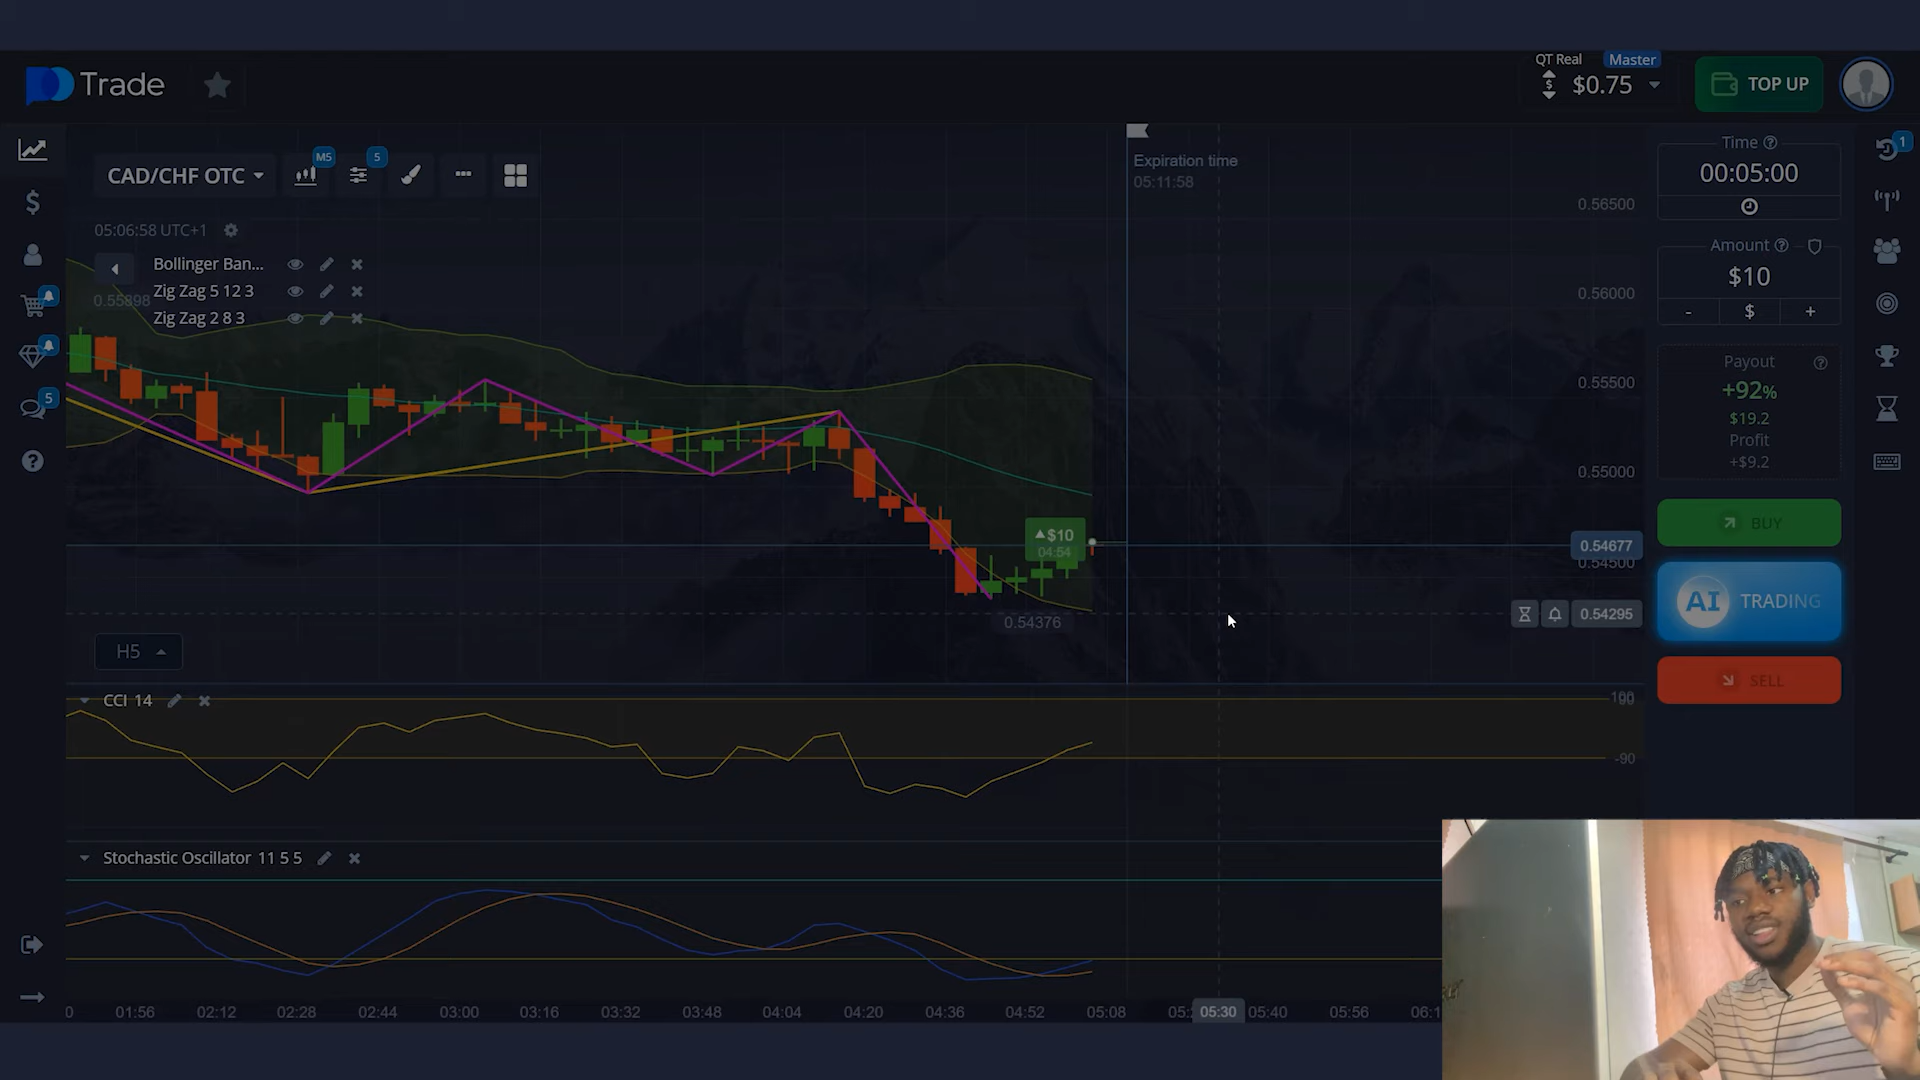 Trade
QT Real
Master
$0.75
TOP UP
CAD/CHF OTC
M5
5
Expiration time
05:11:58
05:06:58 UTC+1
Bollinger Ban...
Zig Zag 5 12 3
Zig Zag 2 8 3
0.55898
0.56500
0.56000
0.55500
0.55000
0.54677
0.54500
0.54295
▲$10
04:54
0.54376
H5
Time
00:05:00
Amount
$10
- $ +
Payout
+92%
$19.2
Profit
+$9.2
BUY
AI TRADING
SELL
1
5
CCI 14
100
-90
Stochastic Oscillator 11 5 5
0 01:56 02:12 02:28 02:44 03:00 03:16 03:32 03:48 04:04 04:20 04:36 04:52 05:08 05:30 05:40 05:56